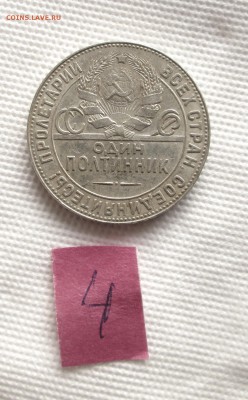 COINS.LAVE.RU
ПРОЛЕТАРИИ ВСЕХ СТРАН, СОЕДИНЯЙТЕСЬ!
ОДИН
ПОЛТИННИК
4